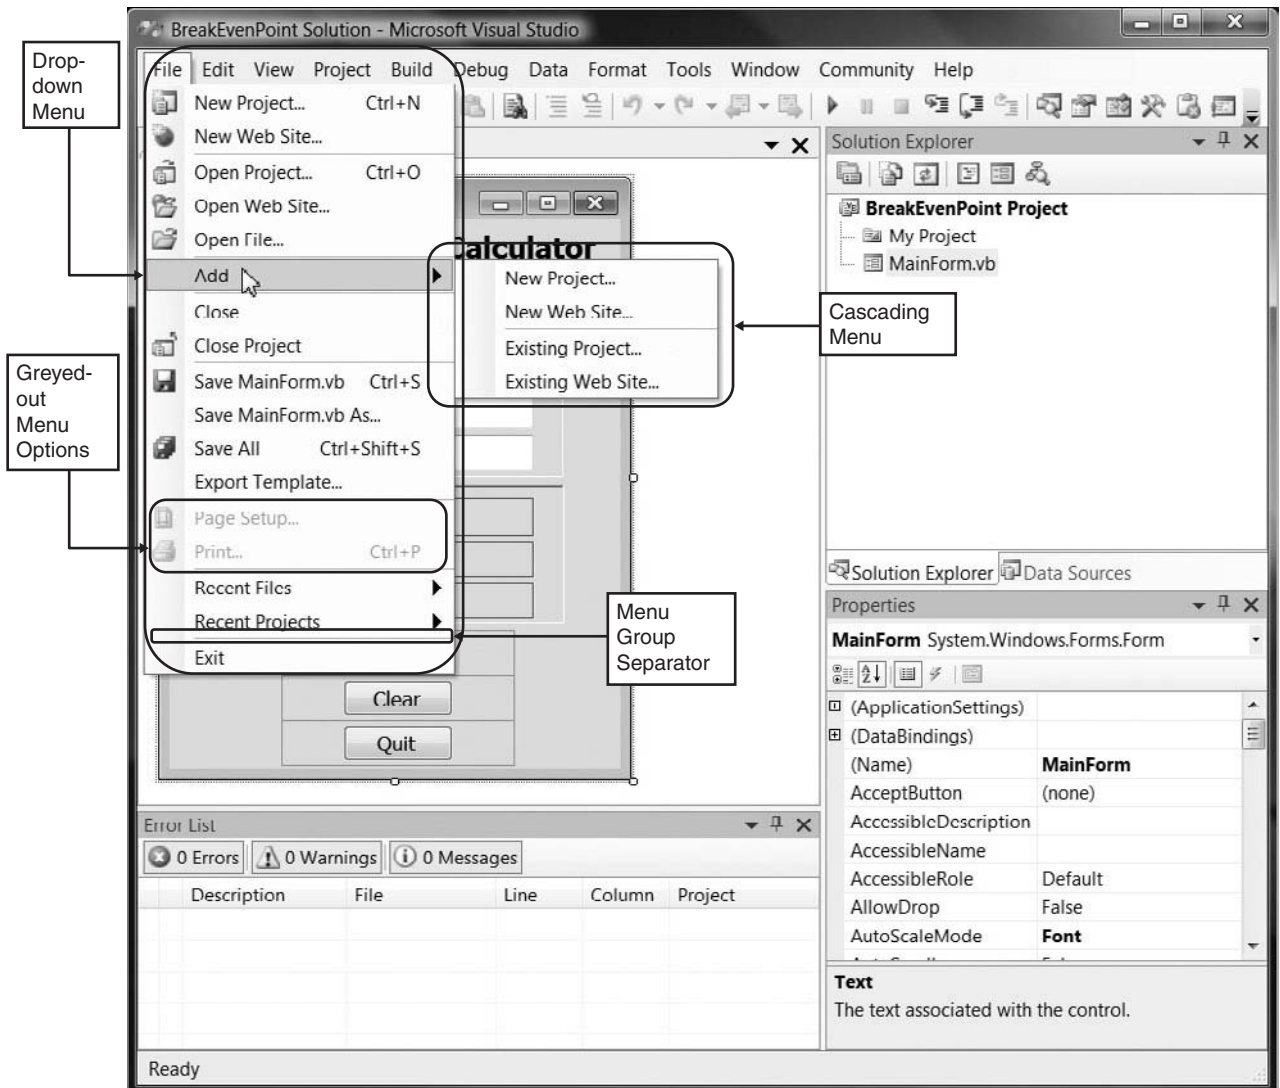 BreakEvenPoint Solution - Microsoft Visual Studio
File Edit View Project Build Debug Data Format Tools Window Community Help
Drop-
down
Menu
New Project... Ctrl+N
New Web Site...
Open Project... Ctrl+O
Open Web Site...
Open File...
Add
Close
Close Project
Save MainForm.vb Ctrl+S
Save MainForm.vb As...
Save All Ctrl+Shift+S
Export Template...
Page Setup...
Print... Ctrl+P
Recent Files
Recent Projects
Exit
Greyed-
out
Menu
Options
Calculator
New Project...
New Web Site...
Existing Project...
Existing Web Site...
Cascading
Menu
Menu
Group
Separator
Clear
Quit
Solution Explorer
BreakEvenPoint Project
My Project
MainForm.vb
Solution Explorer Data Sources
Properties
MainForm System.Windows.Forms.Form
(ApplicationSettings)
(DataBindings)
(Name) MainForm
AcceptButton (none)
AccessibleDescription
AccessibleName
AccessibleRole Default
AllowDrop False
AutoScaleMode Font
Text
The text associated with the control.
Error List
0 Errors 0 Warnings 0 Messages
Description File Line Column Project
Ready